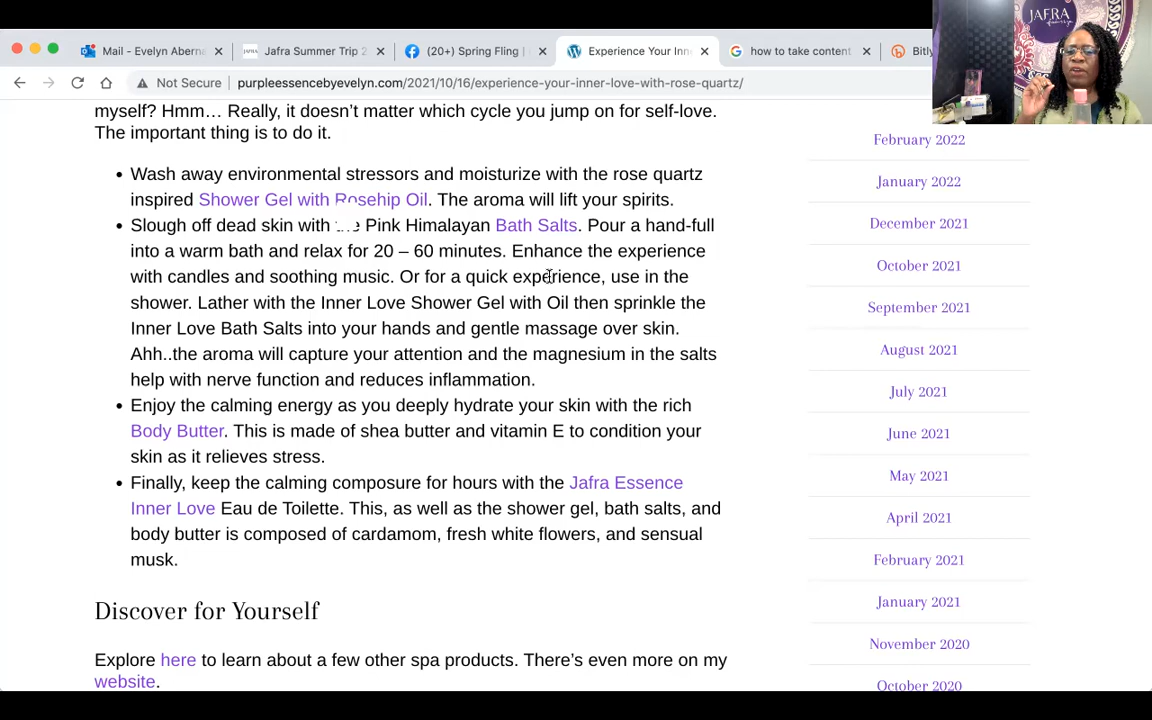 Mail - Evelyn Aberna
Jafra Summer Trip 2
(20+) Spring Fling |
Experience Your Inn
how to take content
Bitly
Not Secure
purpleessencebyevelyn.com/2021/10/16/experience-your-inner-love-with-rose-quartz/
JAFRA
myself? Hmm… Really, it doesn’t matter which cycle you jump on for self-love.
The important thing is to do it.
• Wash away environmental stressors and moisturize with the rose quartz
inspired Shower Gel with Rosehip Oil. The aroma will lift your spirits.
• Slough off dead skin with the Pink Himalayan Bath Salts. Pour a hand-full
into a warm bath and relax for 20 – 60 minutes. Enhance the experience
with candles and soothing music. Or for a quick experience, use in the
shower. Lather with the Inner Love Shower Gel with Oil then sprinkle the
Inner Love Bath Salts into your hands and gentle massage over skin.
Ahh..the aroma will capture your attention and the magnesium in the salts
help with nerve function and reduces inflammation.
• Enjoy the calming energy as you deeply hydrate your skin with the rich
Body Butter. This is made of shea butter and vitamin E to condition your
skin as it relieves stress.
• Finally, keep the calming composure for hours with the Jafra Essence
Inner Love Eau de Toilette. This, as well as the shower gel, bath salts, and
body butter is composed of cardamom, fresh white flowers, and sensual
musk.
Discover for Yourself
Explore here to learn about a few other spa products. There’s even more on my
website.
February 2022
January 2022
December 2021
October 2021
September 2021
August 2021
July 2021
June 2021
May 2021
April 2021
February 2021
January 2021
November 2020
October 2020